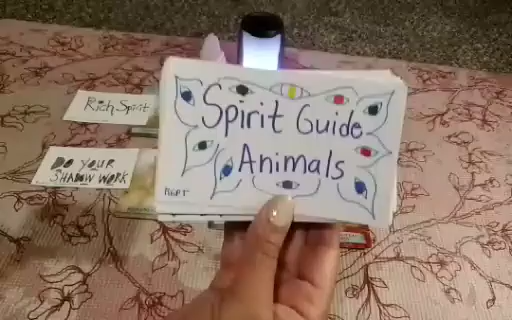 Rich Spirit
DO YOUR
SHADOW WORK
Spirit Guide
Animals